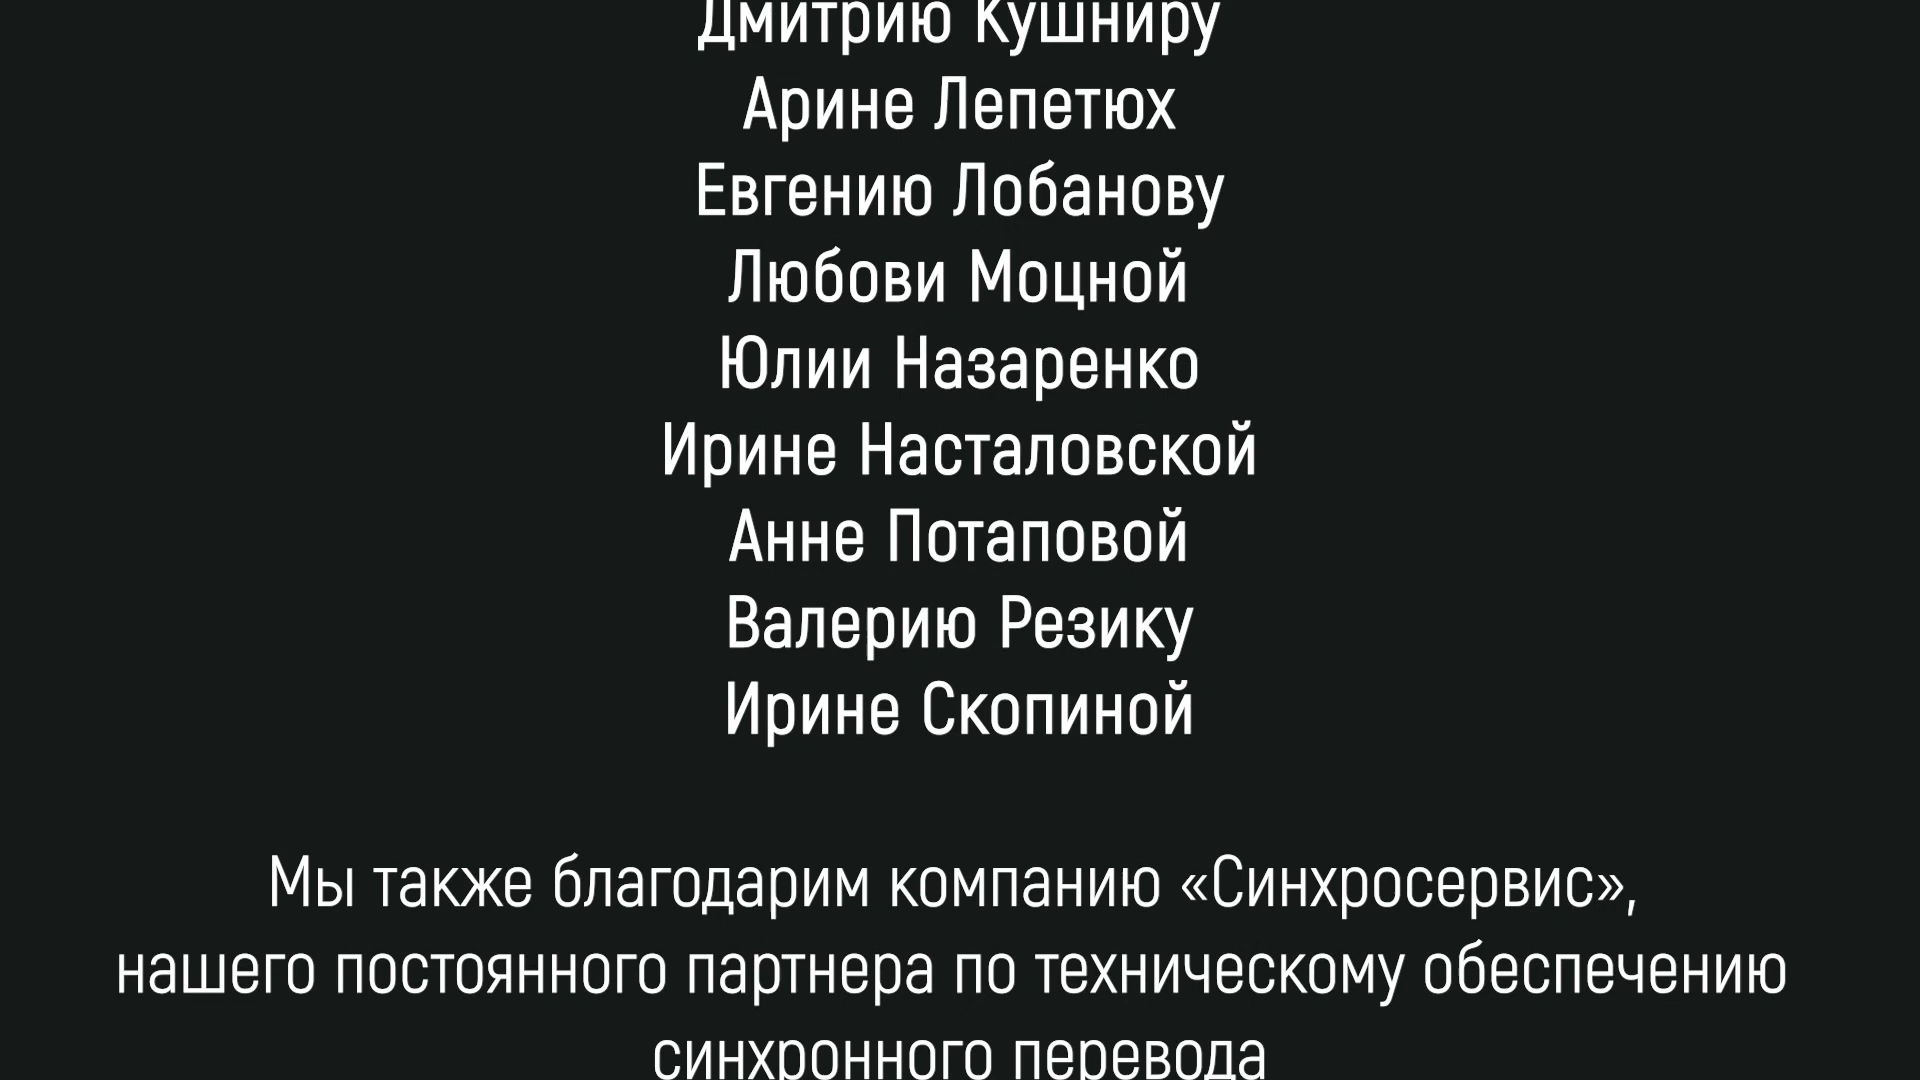 Дмитрию Кушниру
Арине Лепетюх
Евгению Лобанову
Любови Моцной
Юлии Назаренко
Ирине Насталовской
Анне Потаповой
Валерию Резику
Ирине Скопиной
Мы также благодарим компанию «Синхросервис»,
нашего постоянного партнера по техническому обеспечению
синхронного перевода